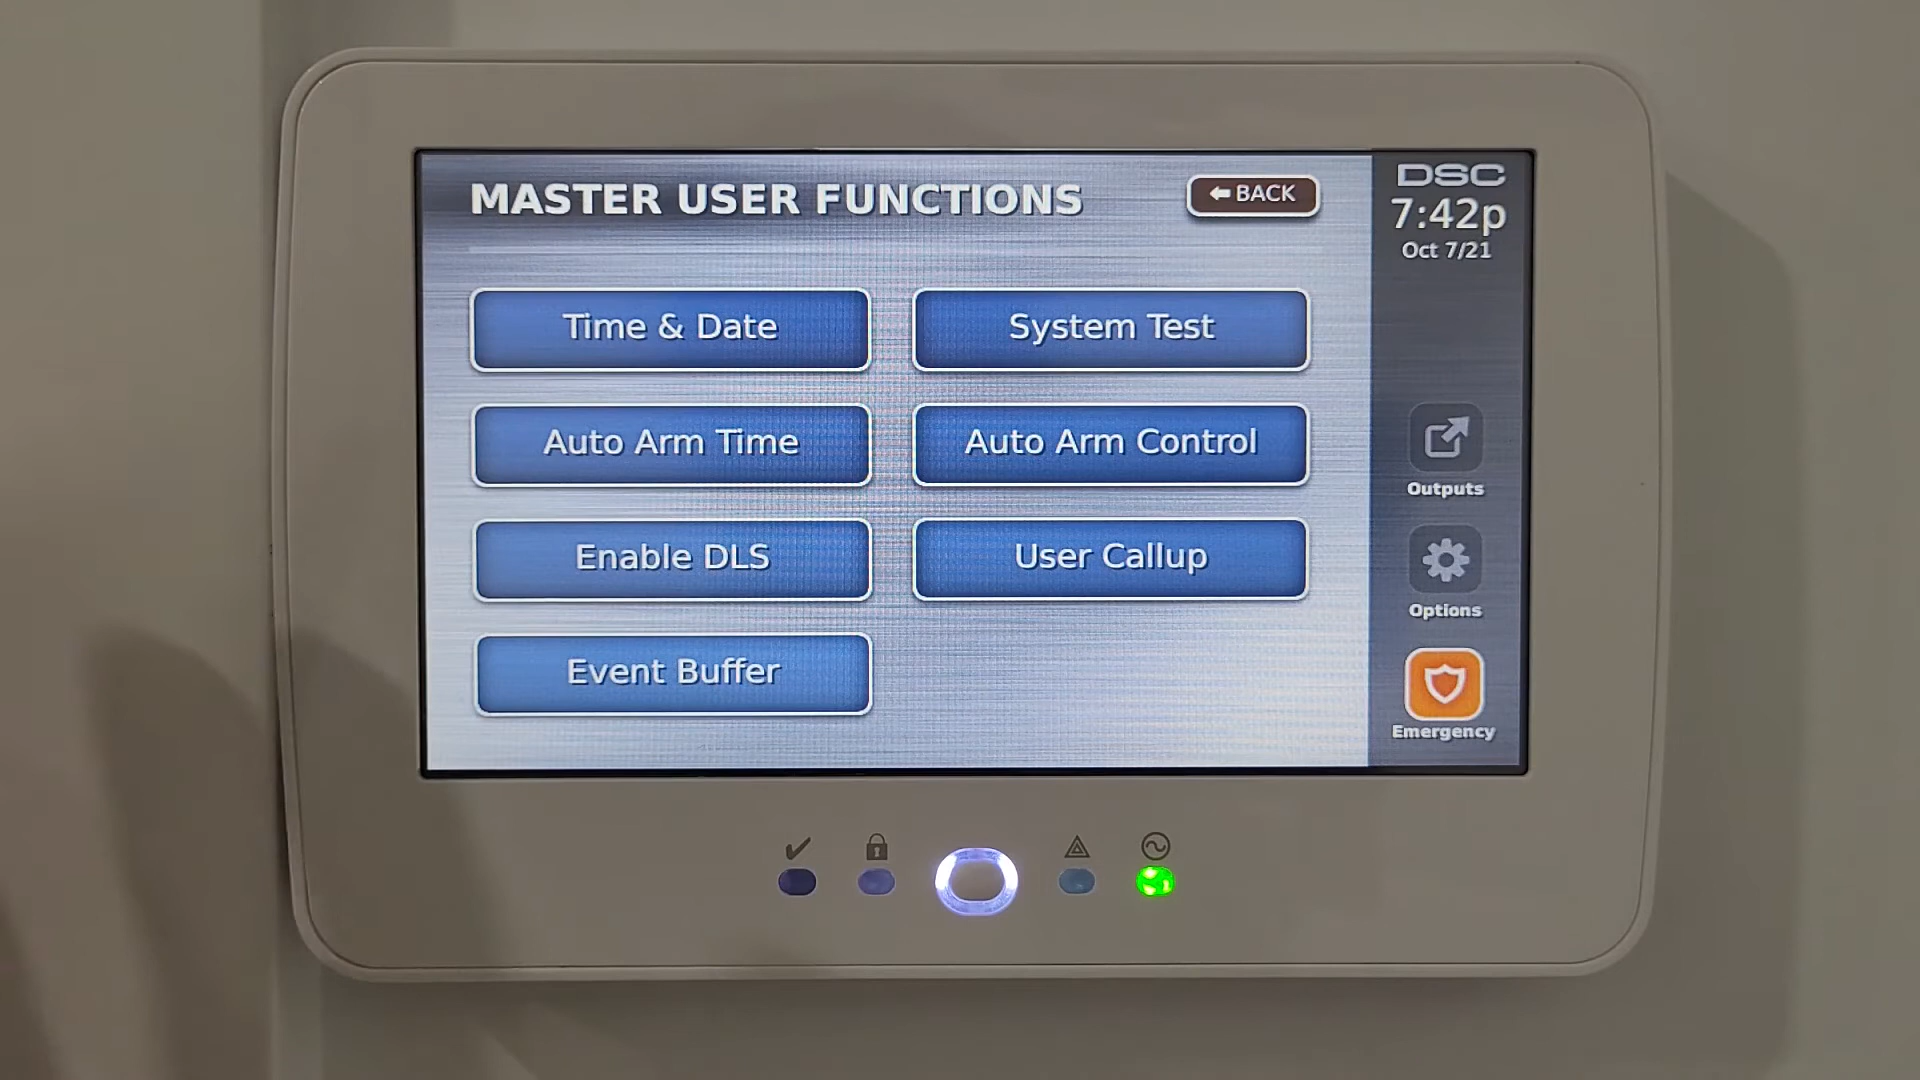 MASTER USER FUNCTIONS
BACK
DSC
7:42p
Oct 7/21
Time & Date
System Test
Auto Arm Time
Auto Arm Control
Outputs
Enable DLS
User Callup
Options
Event Buffer
Emergency